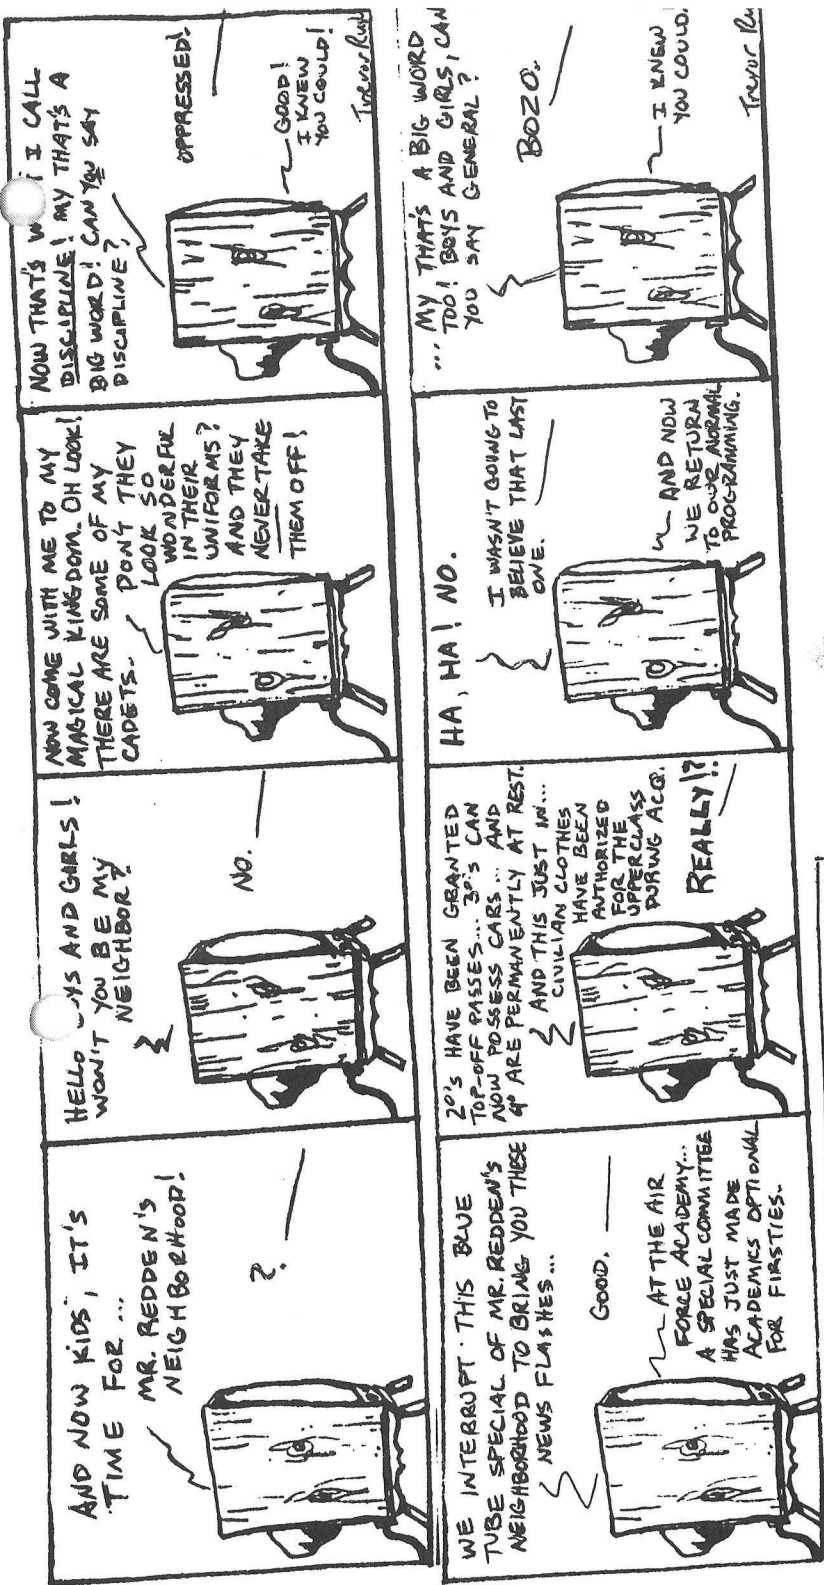 AND NOW KIDS, IT'S
TIME FOR ...
MR. REDDEN'S
NEIGHBORHOOD!
?.
HELLO AND GIRLS!
WON'T YOU BE MY
NEIGHBOR?
NO.
NOW COME WITH ME TO MY
MAGICAL KINGDOM. OH LOOK!
THERE ARE SOME OF MY
CADETS. DON'T THEY
LOOK SO
WONDERFUL
IN THEIR
UNIFORMS?
AND THEY
NEVER TAKE
THEM OFF!
NOW THAT'S I CALL
DISCIPLINE! MY THAT'S A
BIG WORD! CAN YOU SAY
DISCIPLINE?
OPPRESSED!
GOOD!
I KNEW
YOU COULD!
Trevor
WE INTERRUPT THIS BLUE
TUBE SPECIAL OF MR. REDDEN'S
NEIGHBORHOOD TO BRING YOU THESE
NEWS FLASHES...
GOOD.
AT THE AIR
FORCE ACADEMY...
A SPECIAL COMMITTEE
HAS JUST MADE
ACADEMICS OPTIONAL
FOR FIRSTIES.
2°'s HAVE BEEN GRANTED
TOP-OFF PASSES... 3°'s CAN
NOW POSSESS CARS... AND
4° ARE PERMANENTLY AT REST.
AND THIS JUST IN...
CIVILIAN CLOTHES
HAVE BEEN
AUTHORIZED
FOR THE
UPPERCLASS
DURING ACQ.
REALLY!?
HA, HA! NO.
I WASN'T GOING TO
BELIEVE THAT LAST
ONE.
AND NOW
WE RETURN
TO OUR NORMAL
PROGRAMMING.
... MY THAT'S A BIG WORD
TOO! BOYS AND GIRLS, CAN
YOU SAY GENERAL?
BOZO.
I KNEW
YOU COULD.
Trevor